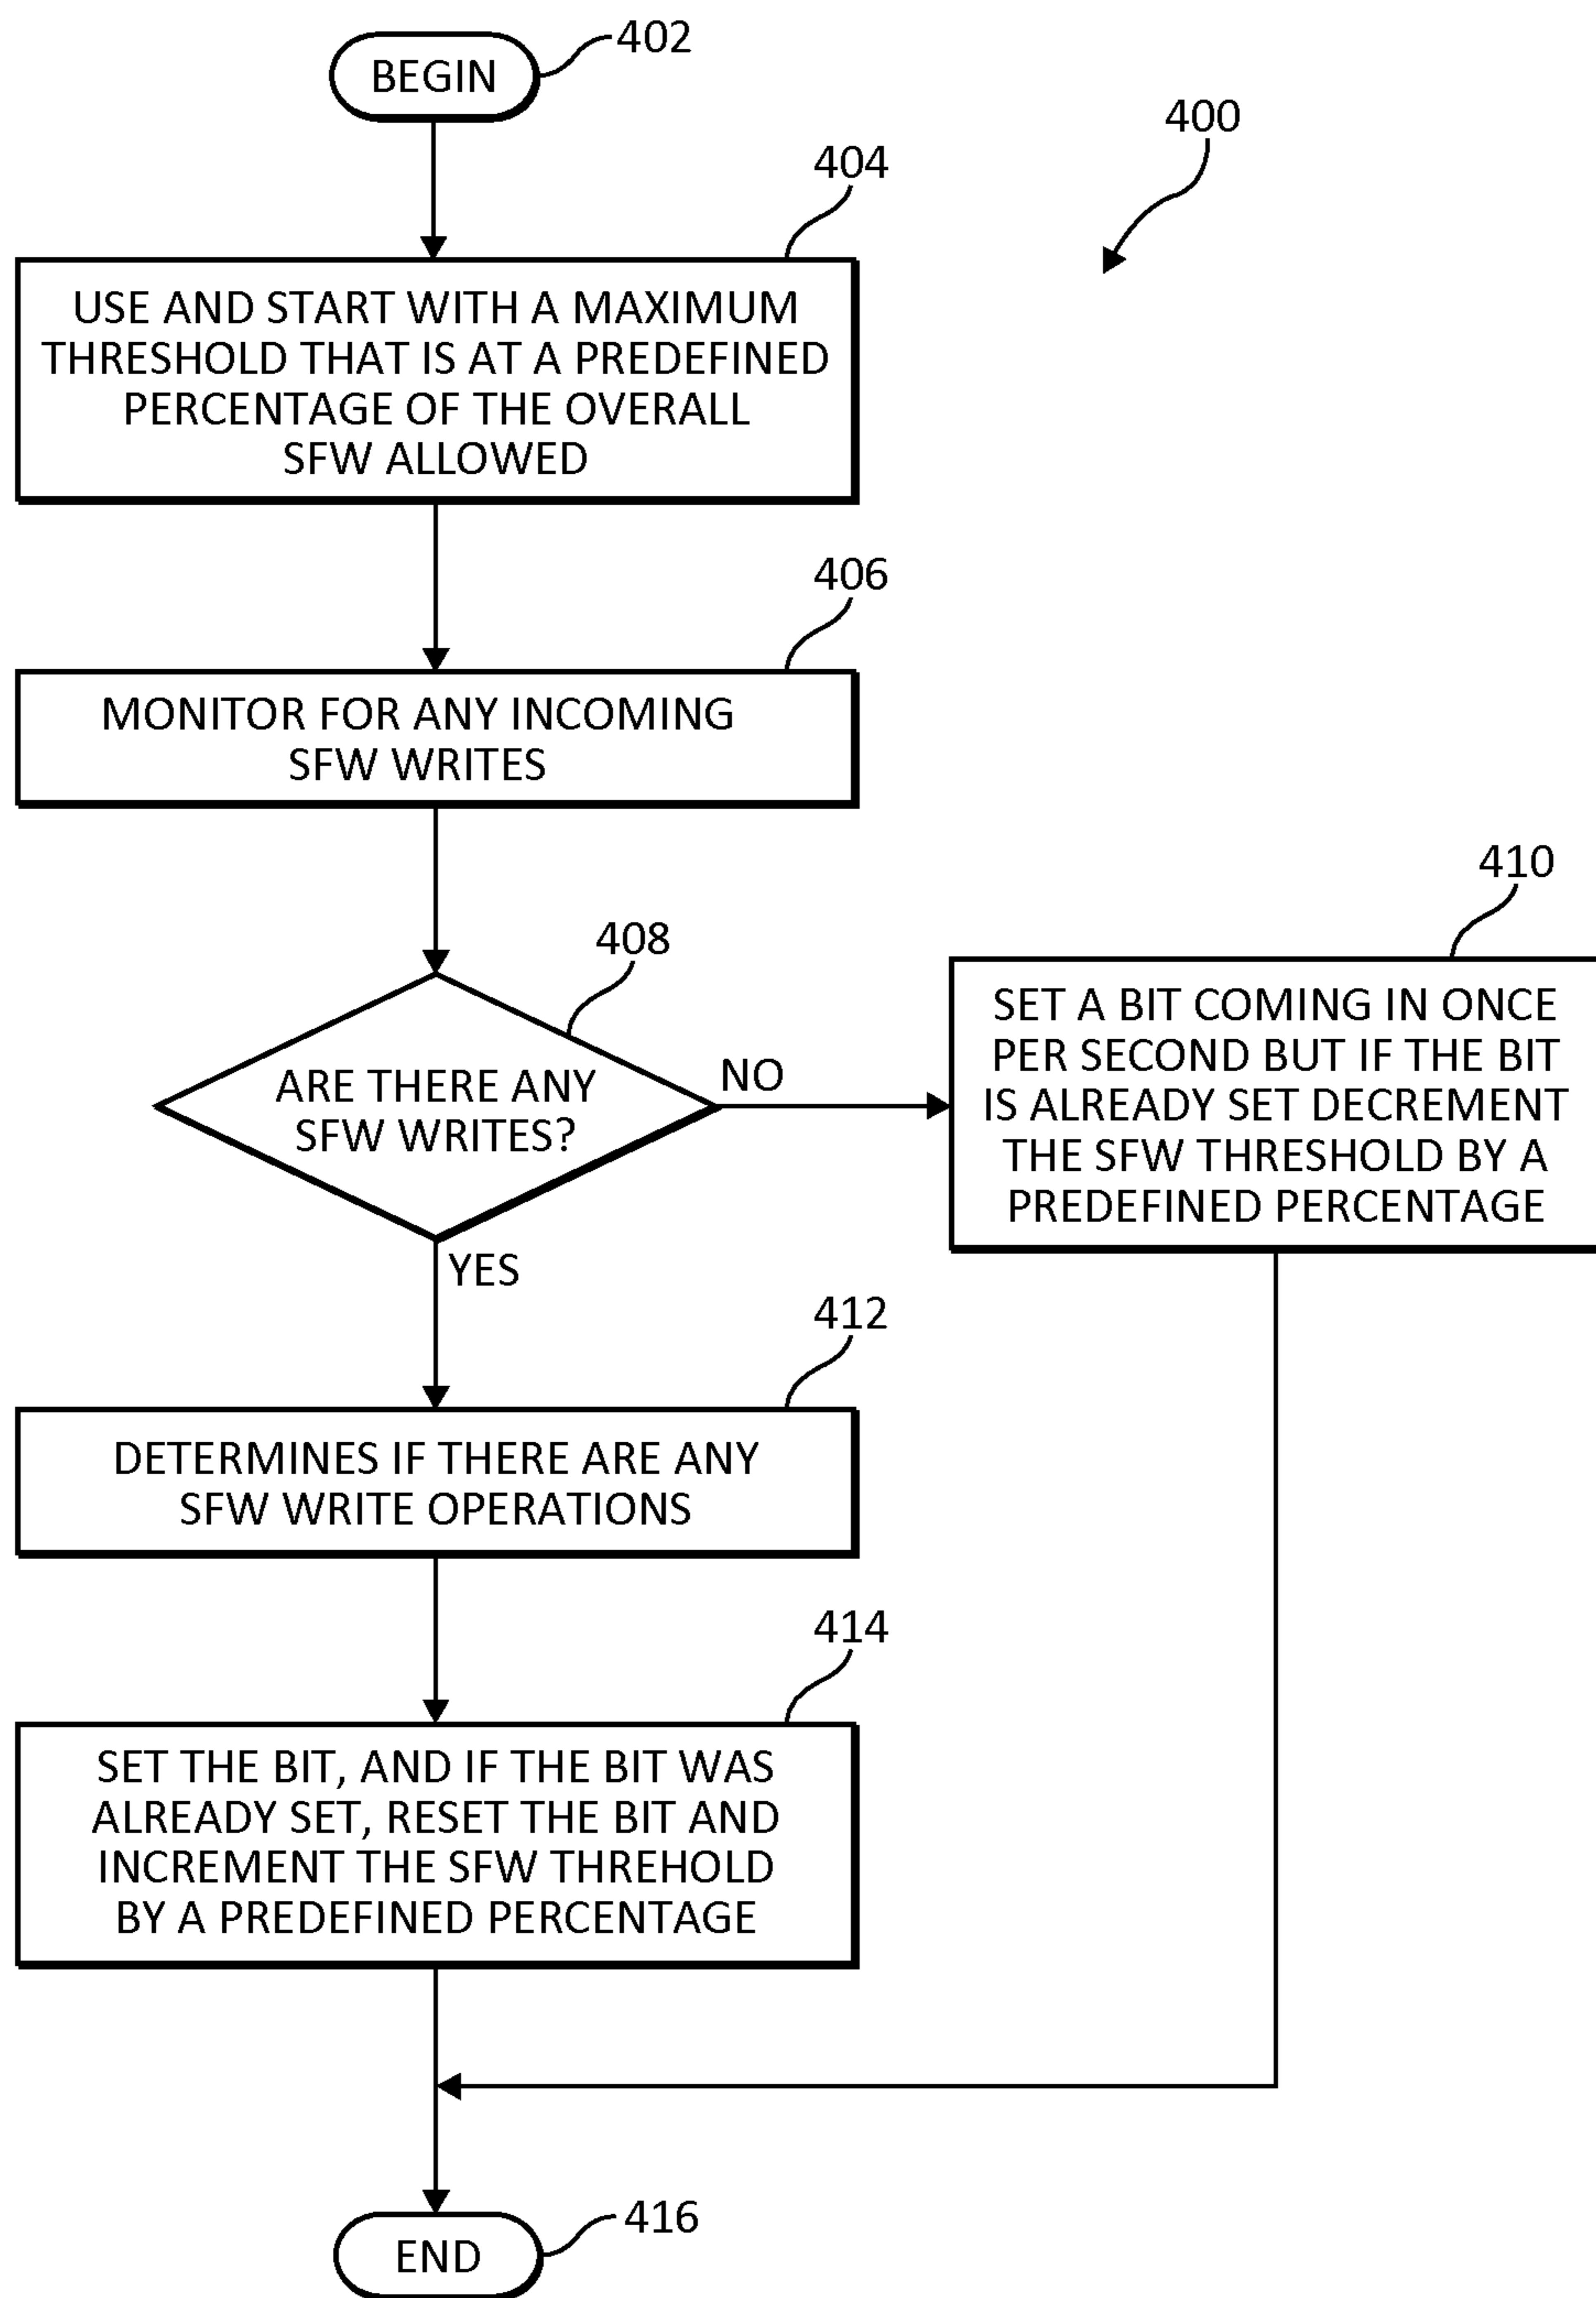 402
BEGIN
400
404
USE AND START WITH A MAXIMUM
THRESHOLD THAT IS AT A PREDEFINED
PERCENTAGE OF THE OVERALL
SFW ALLOWED
406
MONITOR FOR ANY INCOMING
SFW WRITES
408
ARE THERE ANY
SFW WRITES?
NO
YES
410
SET A BIT COMING IN ONCE
PER SECOND BUT IF THE BIT
IS ALREADY SET DECREMENT
THE SFW THRESHOLD BY A
PREDEFINED PERCENTAGE
412
DETERMINES IF THERE ARE ANY
SFW WRITE OPERATIONS
414
SET THE BIT, AND IF THE BIT WAS
ALREADY SET, RESET THE BIT AND
INCREMENT THE SFW THREHOLD
BY A PREDEFINED PERCENTAGE
416
END